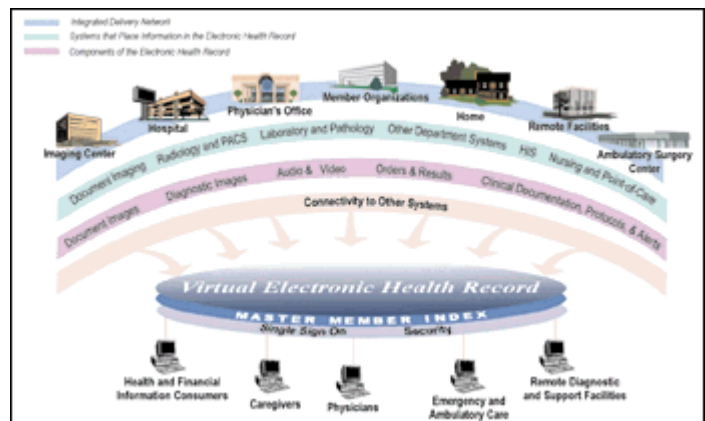 Integrated Delivery Network
Systems that Place Information in the Electronic Health Record
Components of the Electronic Health Record
Imaging Center
Hospital
Physician's Office
Member Organizations
Home
Remote Facilities
Ambulatory Surgery
Center
Document Imaging
Radiology and PACS
Laboratory and Pathology
Other Department Systems
HIS
Nursing and Point-of-Care
Document Images
Diagnostic Images
Audio & Video
Orders & Results
Clinical Documentation, Protocols, & Alerts
Connectivity to Other Systems
Virtual Electronic Health Record
MASTER MEMBER INDEX
Single Sign On
Security
Health and Financial
Information Consumers
Caregivers
Physicians
Emergency and
Ambulatory Care
Remote Diagnostic
and Support Facilities